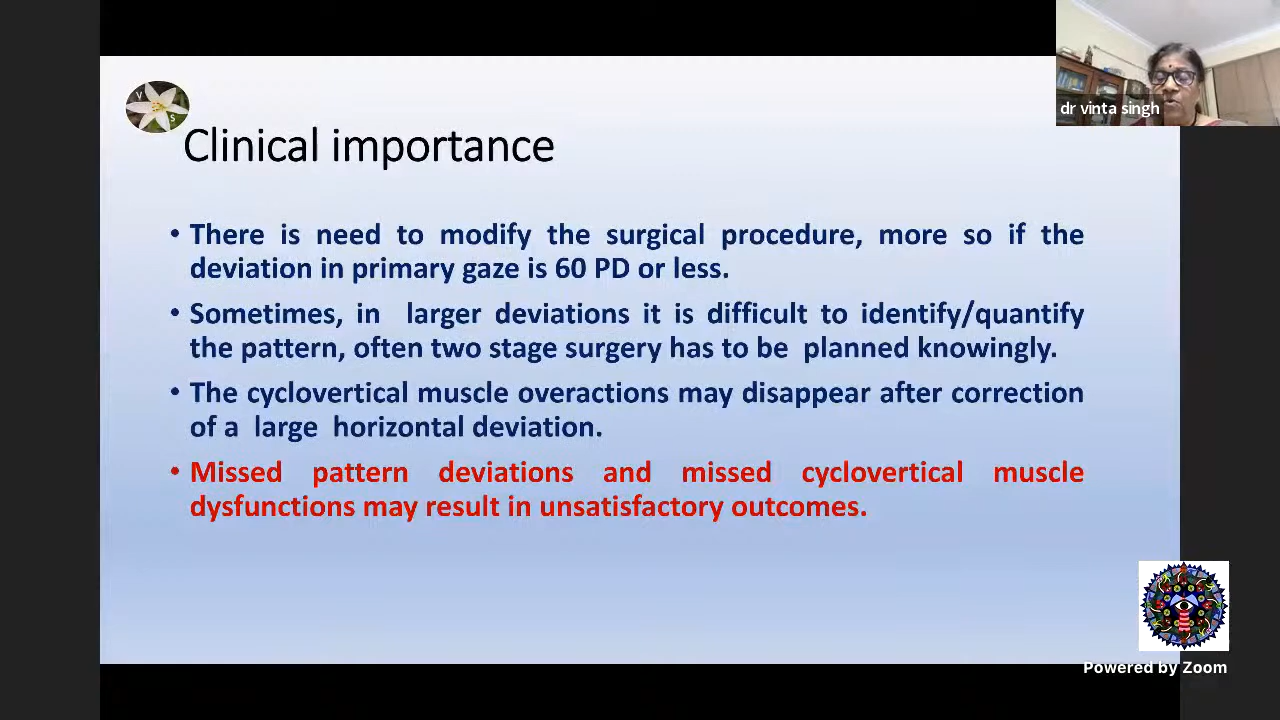 dr vinta singh
V
S
Clinical importance
• There is need to modify the surgical procedure, more so if the
deviation in primary gaze is 60 PD or less.
• Sometimes, in larger deviations it is difficult to identify/quantify
the pattern, often two stage surgery has to be planned knowingly.
• The cyclovertical muscle overactions may disappear after correction
of a large horizontal deviation.
• Missed pattern deviations and missed cyclovertical muscle
dysfunctions may result in unsatisfactory outcomes.
Powered by Zoom